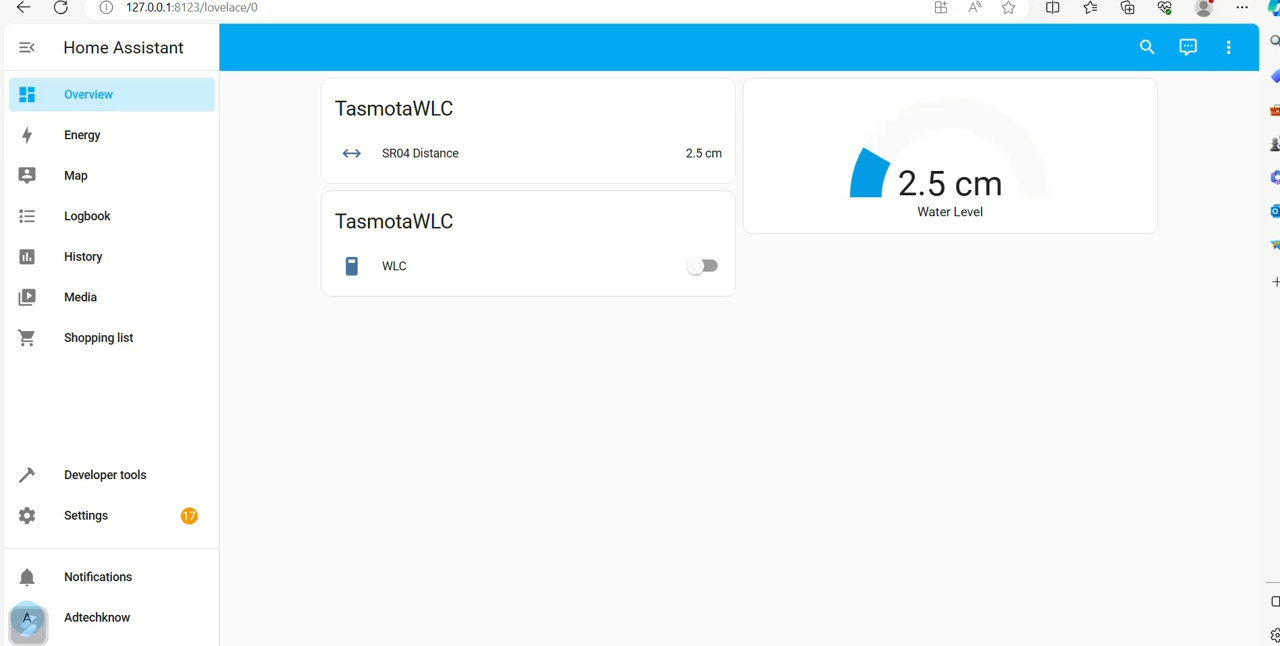 127.0.0.1:8123/lovelace/0
Home Assistant
Overview
Energy
Map
Logbook
History
Media
Shopping list
Developer tools
Settings 17
Notifications
A Adtechknow
TasmotaWLC
SR04 Distance 2.5 cm
TasmotaWLC
WLC
2.5 cm
Water Level